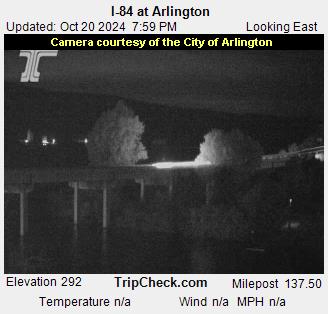 I-84 at Arlington
Updated: Oct 20 2024 7:59 PM Looking East
Camera courtesy of the City of Arlington
Elevation 292 TripCheck.com Milepost 137.50
Temperature n/a Wind n/a MPH n/a